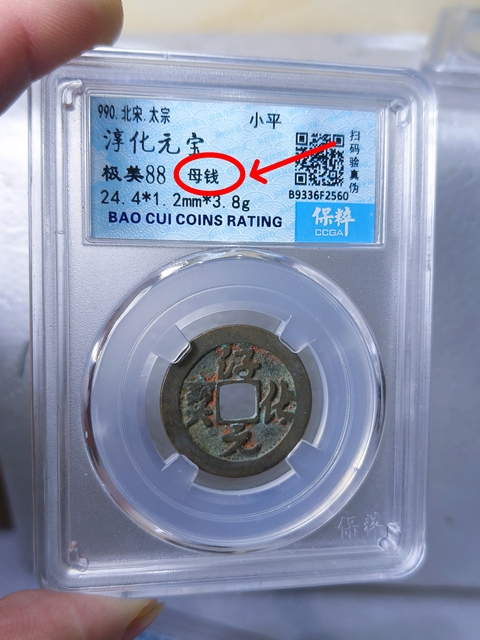 990.北宋.太宗 小平
淳化元宝
极美88 母钱
24.4*1.2mm*3.8g
BAO CUI COINS RATING
扫码验真伪
B9336F2560
保粹
CCGA
淳化元寶
保粹